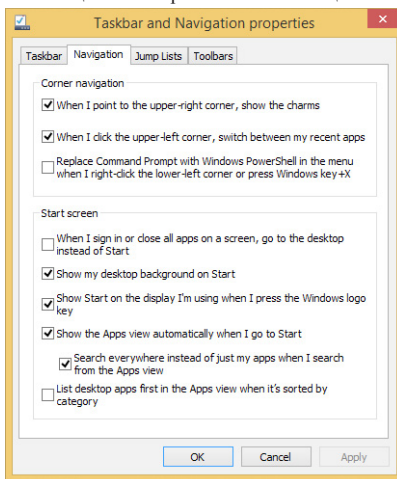 Taskbar and Navigation properties
Taskbar Navigation Jump Lists Toolbars
Corner navigation
When I point to the upper-right corner, show the charms
When I click the upper-left corner, switch between my recent apps
Replace Command Prompt with Windows PowerShell in the menu
when I right-click the lower-left corner or press Windows key+X
Start screen
When I sign in or close all apps on a screen, go to the desktop
instead of Start
Show my desktop background on Start
Show Start on the display I'm using when I press the Windows logo
key
Show the Apps view automatically when I go to Start
Search everywhere instead of just my apps when I search
from the Apps view
List desktop apps first in the Apps view when it's sorted by
category
OK Cancel Apply